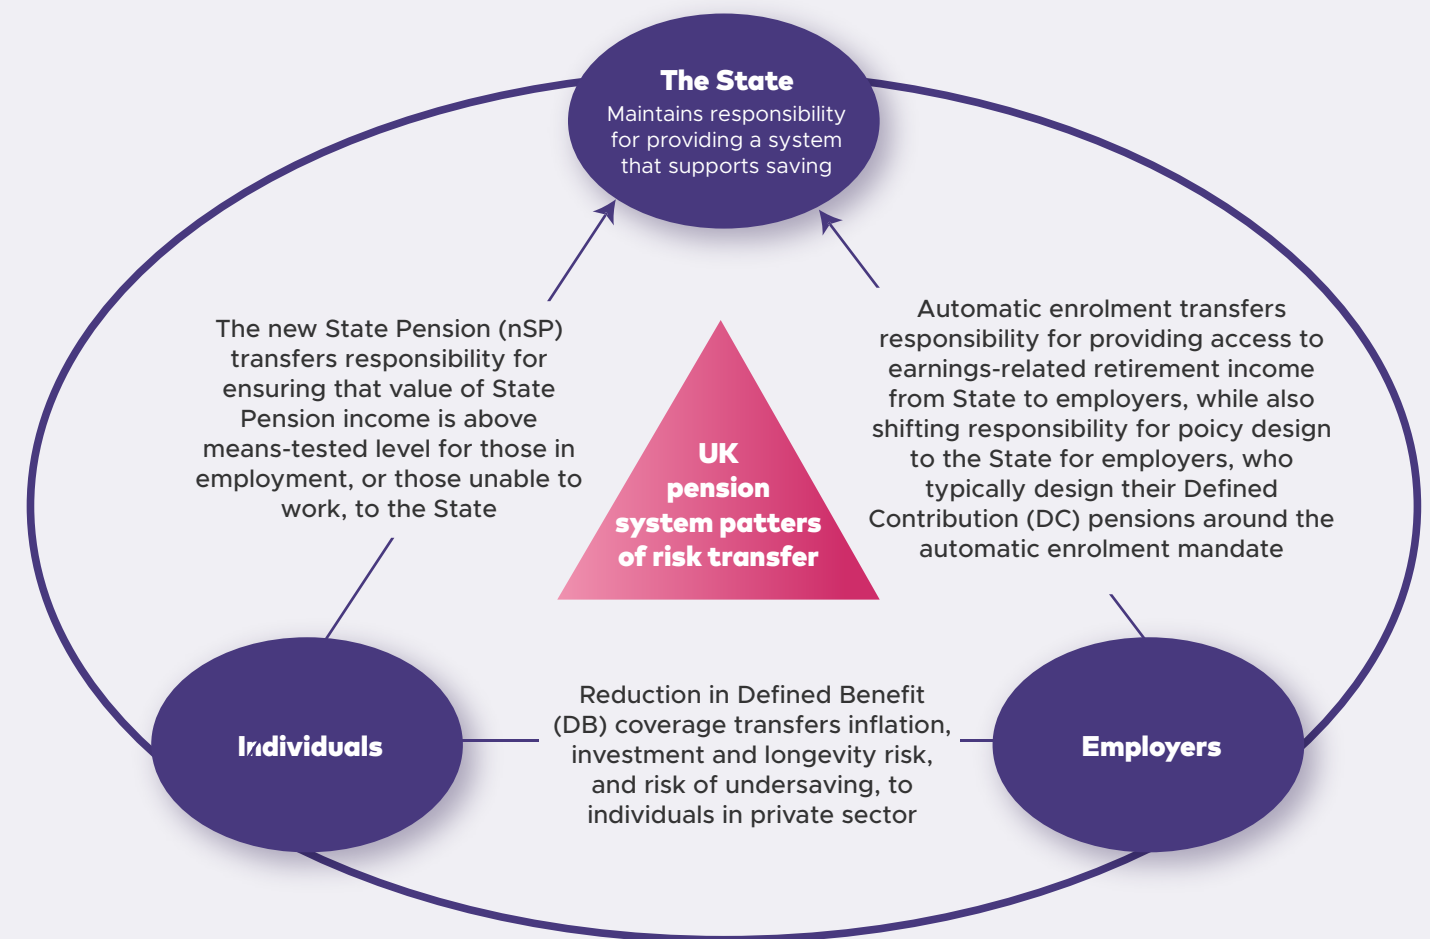 The State
Maintains responsibility
for providing a system
that supports saving
The new State Pension (nSP)
transfers responsibility for
ensuring that value of State
Pension income is above
means-tested level for those in
employment, or those unable to
work, to the State
Automatic enrolment transfers
responsibility for providing access to
earnings-related retirement income
from State to employers, while also
shifting responsibility for poicy design
to the State for employers, who
typically design their Defined
Contribution (DC) pensions around the
automatic enrolment mandate
UK
pension
system patters
of risk transfer
Individuals
Reduction in Defined Benefit
(DB) coverage transfers inflation,
investment and longevity risk,
and risk of undersaving, to
individuals in private sector
Employers